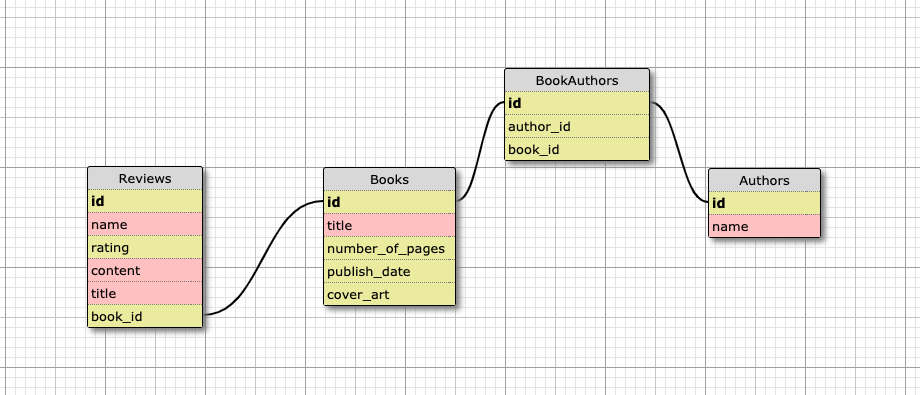 Reviews
id
name
rating
content
title
book_id
Books
id
title
number_of_pages
publish_date
cover_art
BookAuthors
id
author_id
book_id
Authors
id
name